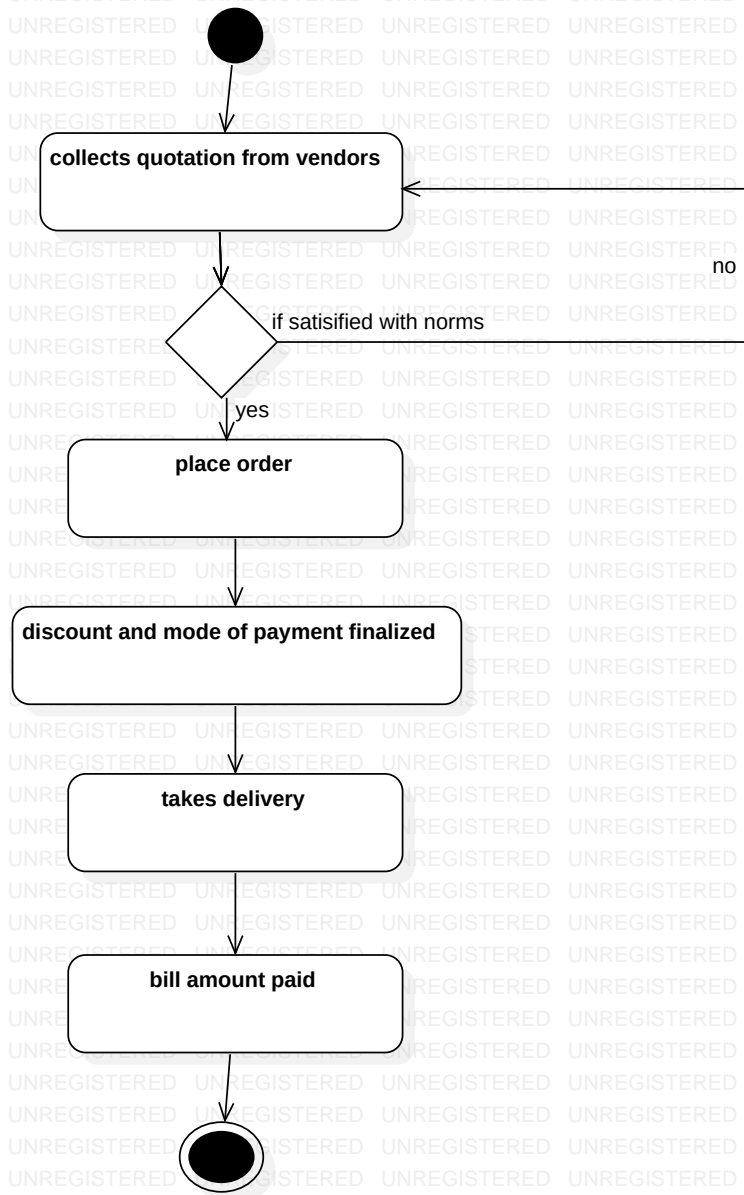 collects quotation from vendors
no
if satisified with norms
yes
place order
discount and mode of payment finalized
takes delivery
bill amount paid
UNREGISTERED